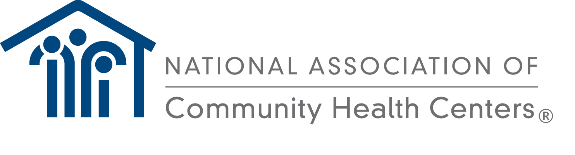 NATIONAL ASSOCIATION OF
Community Health Centers®